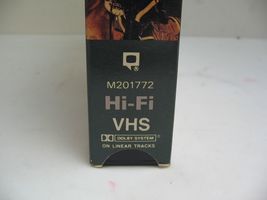 M201772
Hi-Fi
VHS
DOLBY SYSTEM®
ON LINEAR TRACKS